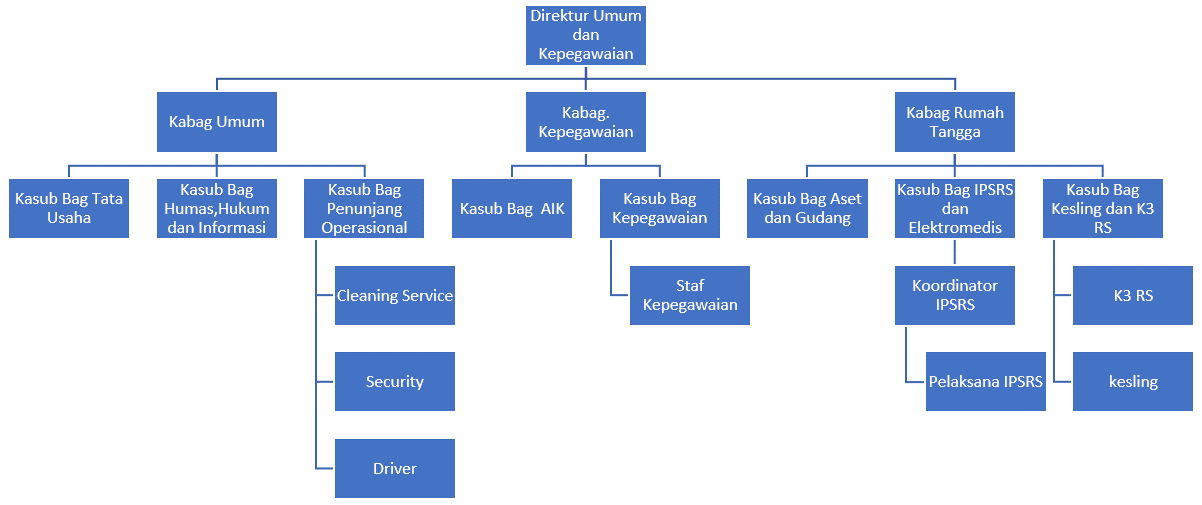 Direktur Umum
dan
Kepegawaian
Kabag Umum
Kabag.
Kepegawaian
Kabag Rumah
Tangga
Kasub Bag Tata
Usaha
Kasub Bag
Humas,Hukum
dan Informasi
Kasub Bag
Penunjang
Operasional
Kasub Bag  AIK
Kasub Bag
Kepegawaian
Kasub Bag Aset
dan Gudang
Kasub Bag IPSRS
dan
Elektromedis
Kasub Bag
Kesling dan K3
RS
Cleaning Service
Staf
Kepegawaian
Koordinator
IPSRS
K3 RS
Security
Pelaksana IPSRS
kesling
Driver